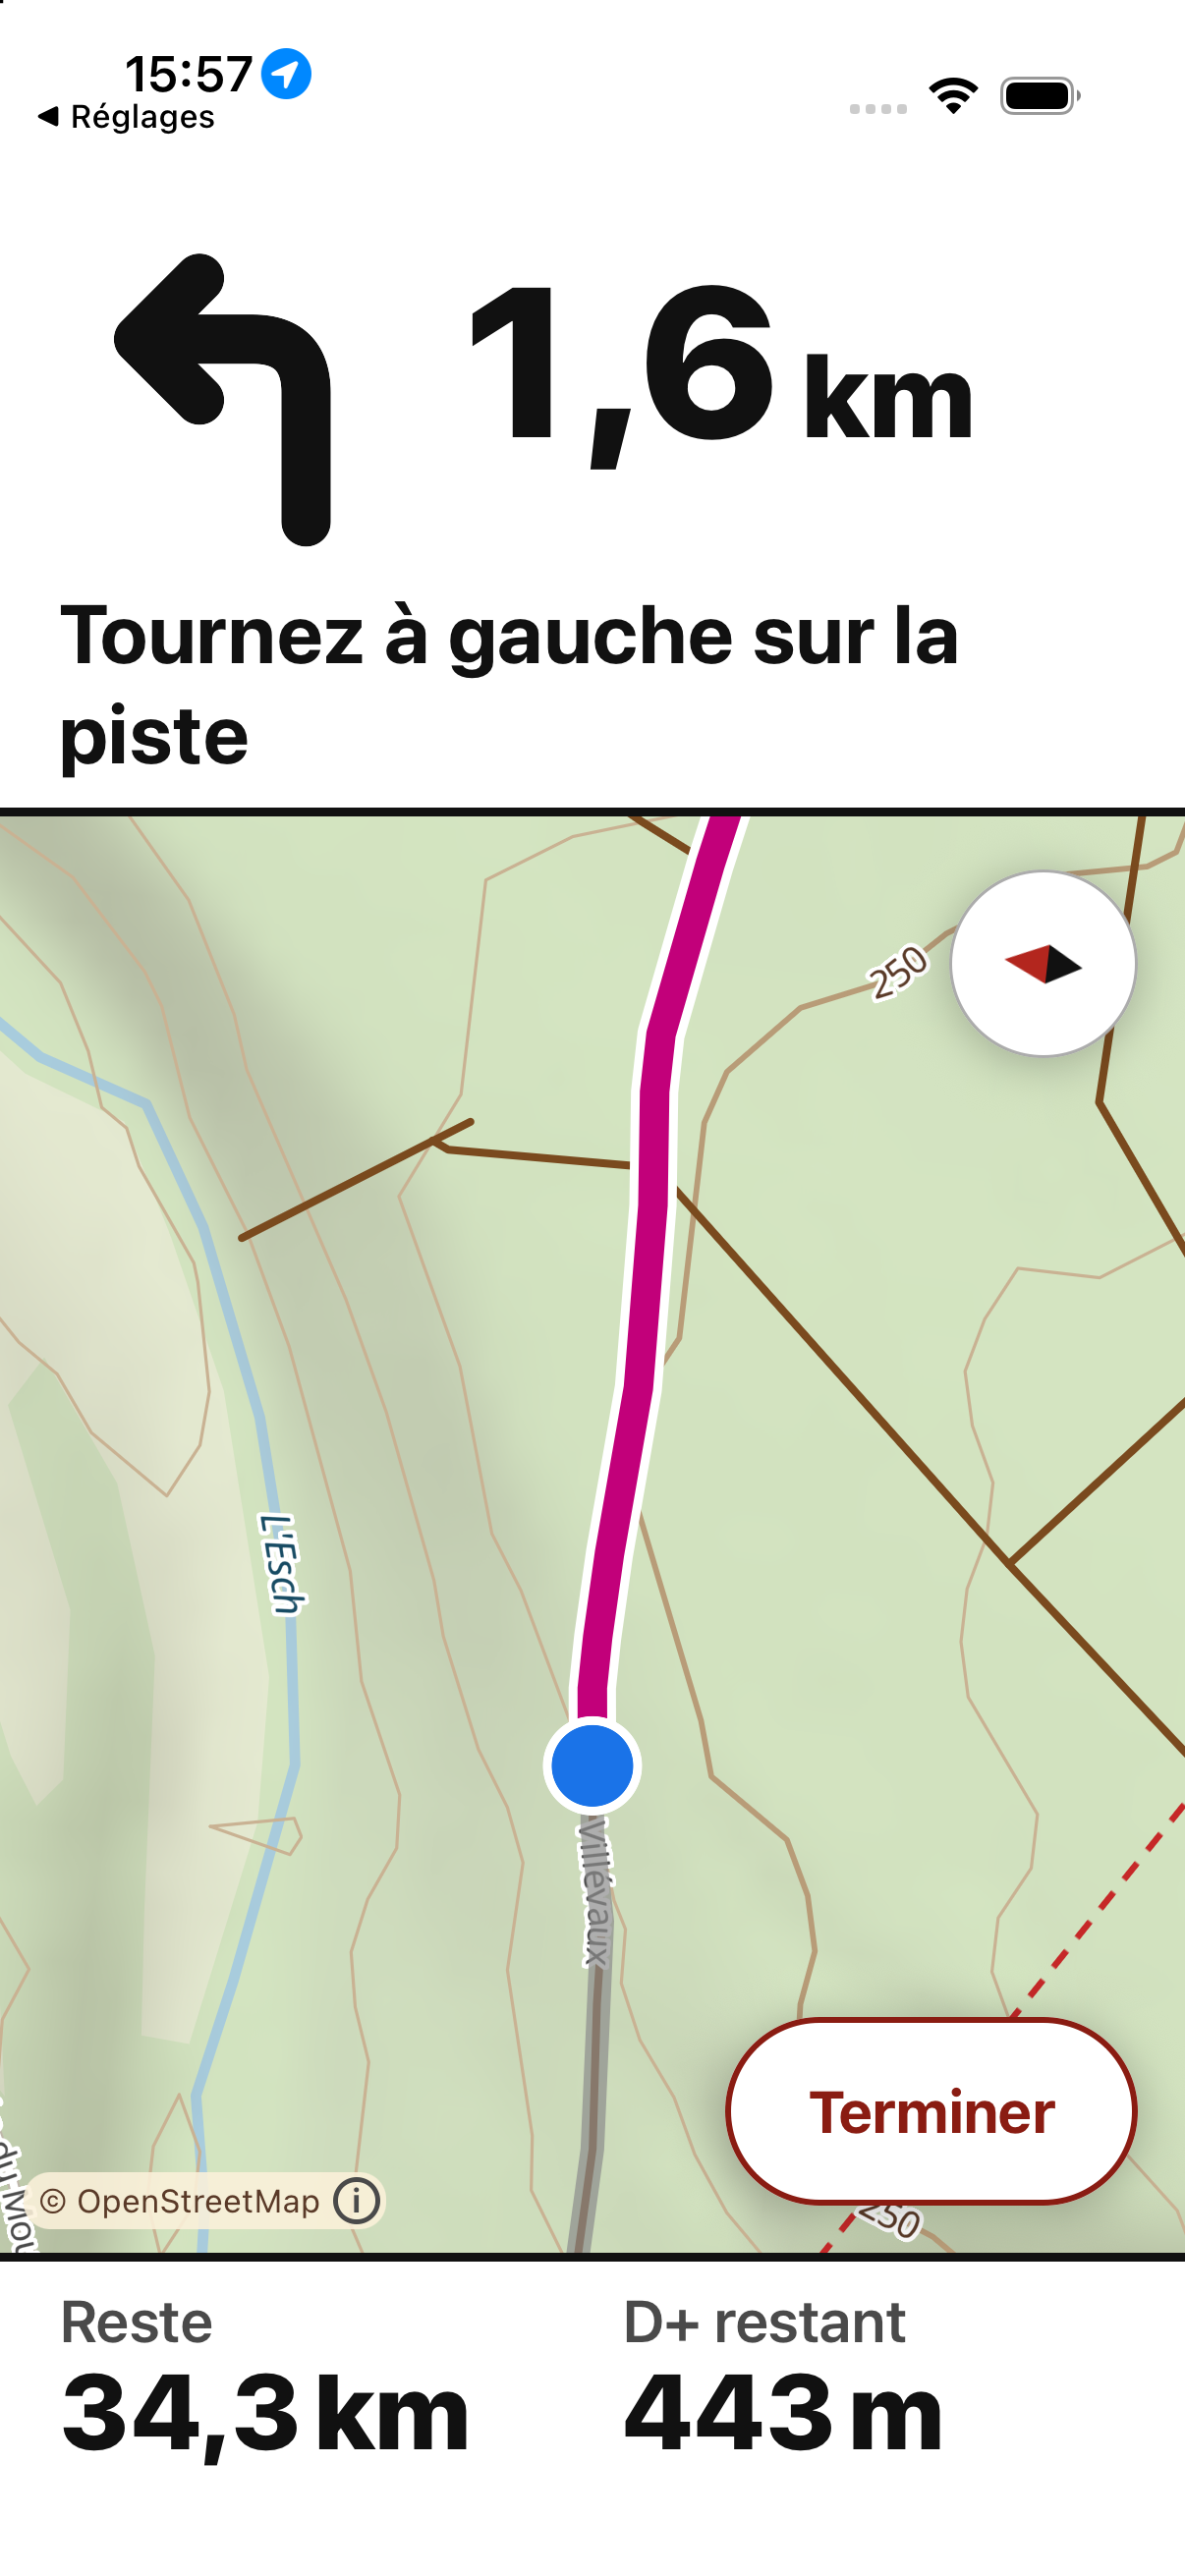 15:57
◀ Réglages
1,6 km
Tournez à gauche sur la
piste
250
L'Esch
Villévaux
Terminer
© OpenStreetMap
250
Reste
D+ restant
34,3 km
443 m